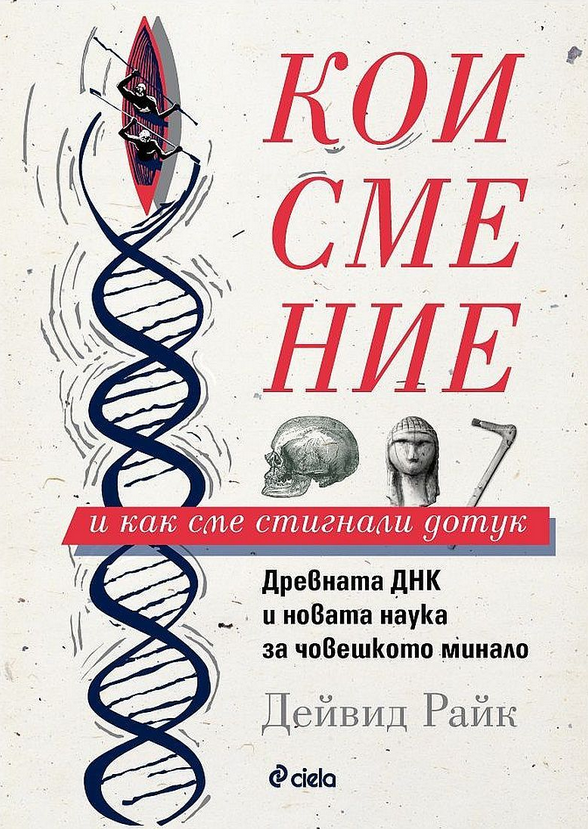 КОИ
СМЕ
НИЕ
и как сме стигнали дотук
Древната ДНК
и новата наука
за човешкото минало
Дейвид Райк
ciela